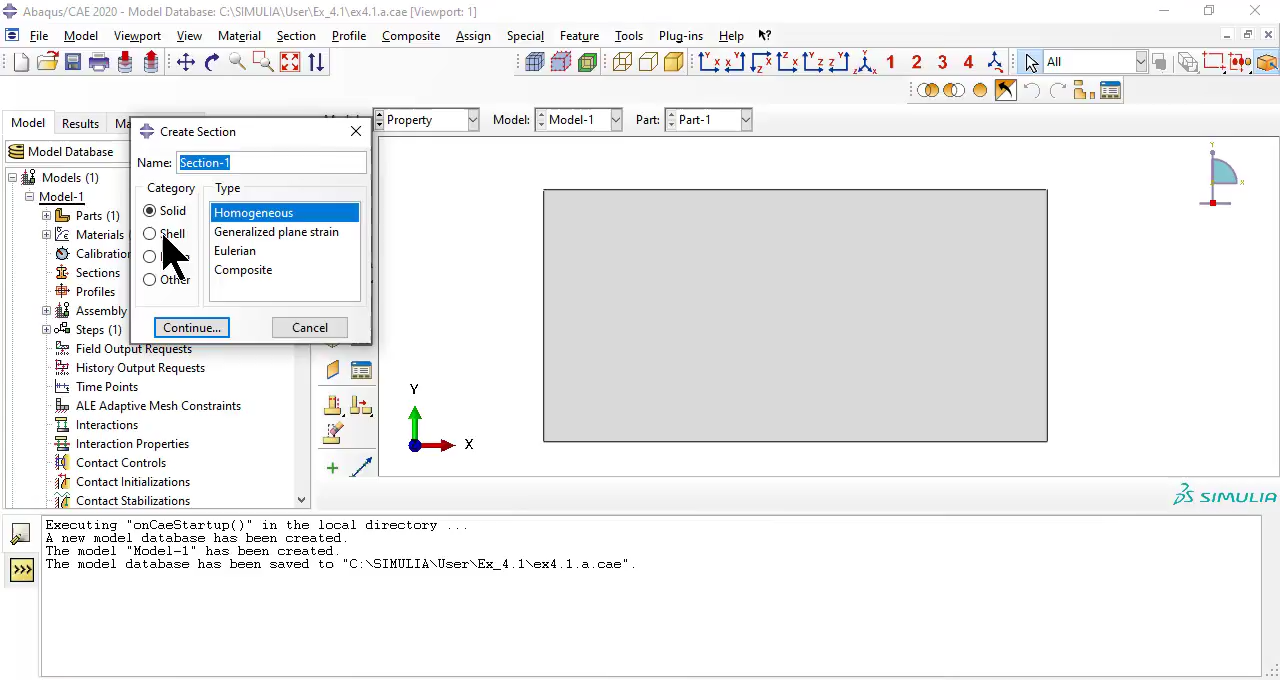 Abaqus/CAE 2020 - Model Database: C:\SIMULIA\User\Ex_4.1\ex4.1.a.cae [Viewport: 1]
File Model Viewport View Material Section Profile Composite Assign Special Feature Tools Plug-ins Help
1 2 3 4 All
Model Results Ma
Property Model: Model-1 Part: Part-1
Model Database
Create Section
Name: Section-1
Category Type
Solid Homogeneous
Shell Generalized plane strain
Eulerian
Other Composite
Continue... Cancel
Models (1)
Model-1
Parts (1)
Materials
Calibration
Sections
Profiles
Assembly
Steps (1)
Field Output Requests
History Output Requests
Time Points
ALE Adaptive Mesh Constraints
Interactions
Interaction Properties
Contact Controls
Contact Initializations
Contact Stabilizations
Y
X
Y
X
SIMULIA
Executing "onCaeStartup()" in the local directory ...
A new model database has been created.
The model "Model-1" has been created.
The model database has been saved to "C:\SIMULIA\User\Ex_4.1\ex4.1.a.cae".
>>>